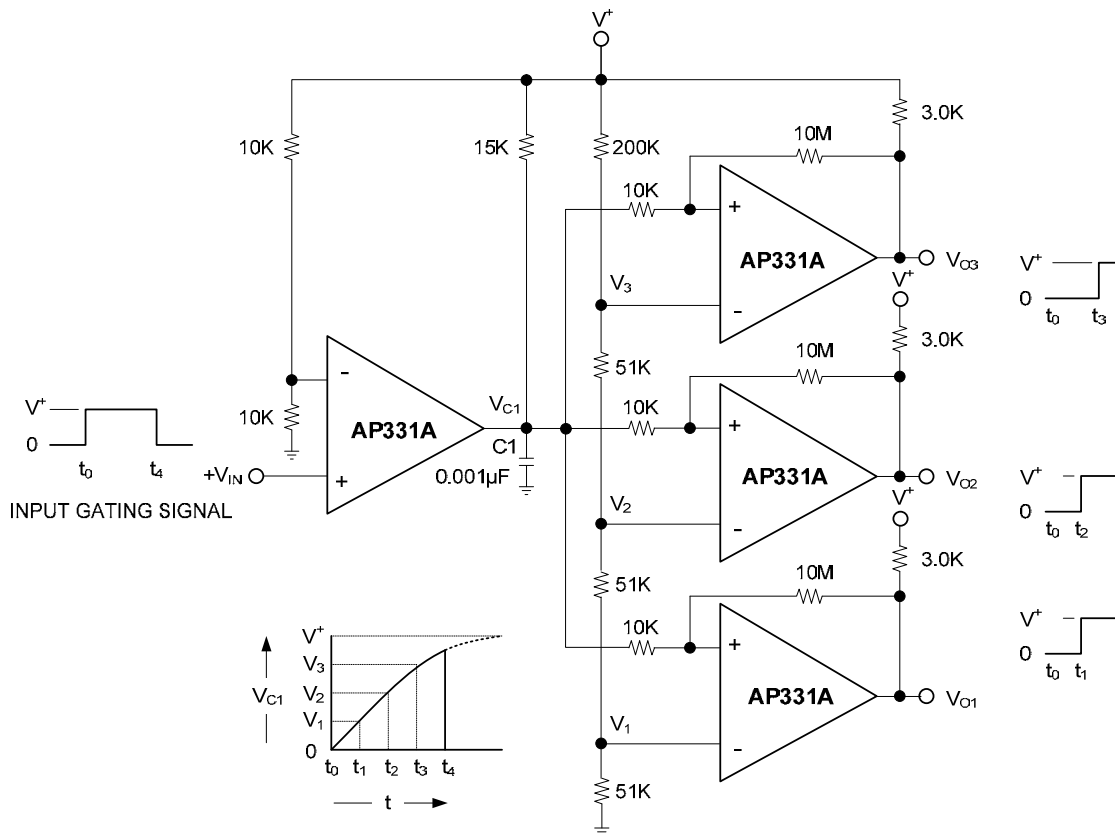 V+
10K
15K
200K
10M
3.0K
10K
+
AP331A
-
VO3
V3
V+
V+
0
t0
t3
51K
10M
3.0K
10K
+
AP331A
-
VO2
V2
V+
V+
0
t0
t2
-
10K
AP331A
+
+VIN
VC1
C1
0.001µF
V+
0
t0
t4
INPUT GATING SIGNAL
51K
10M
3.0K
10K
+
AP331A
-
VO1
V1
V+
0
t0
t1
51K
V+
V3
V2
V1
0
VC1
t0
t1
t2
t3
t4
t